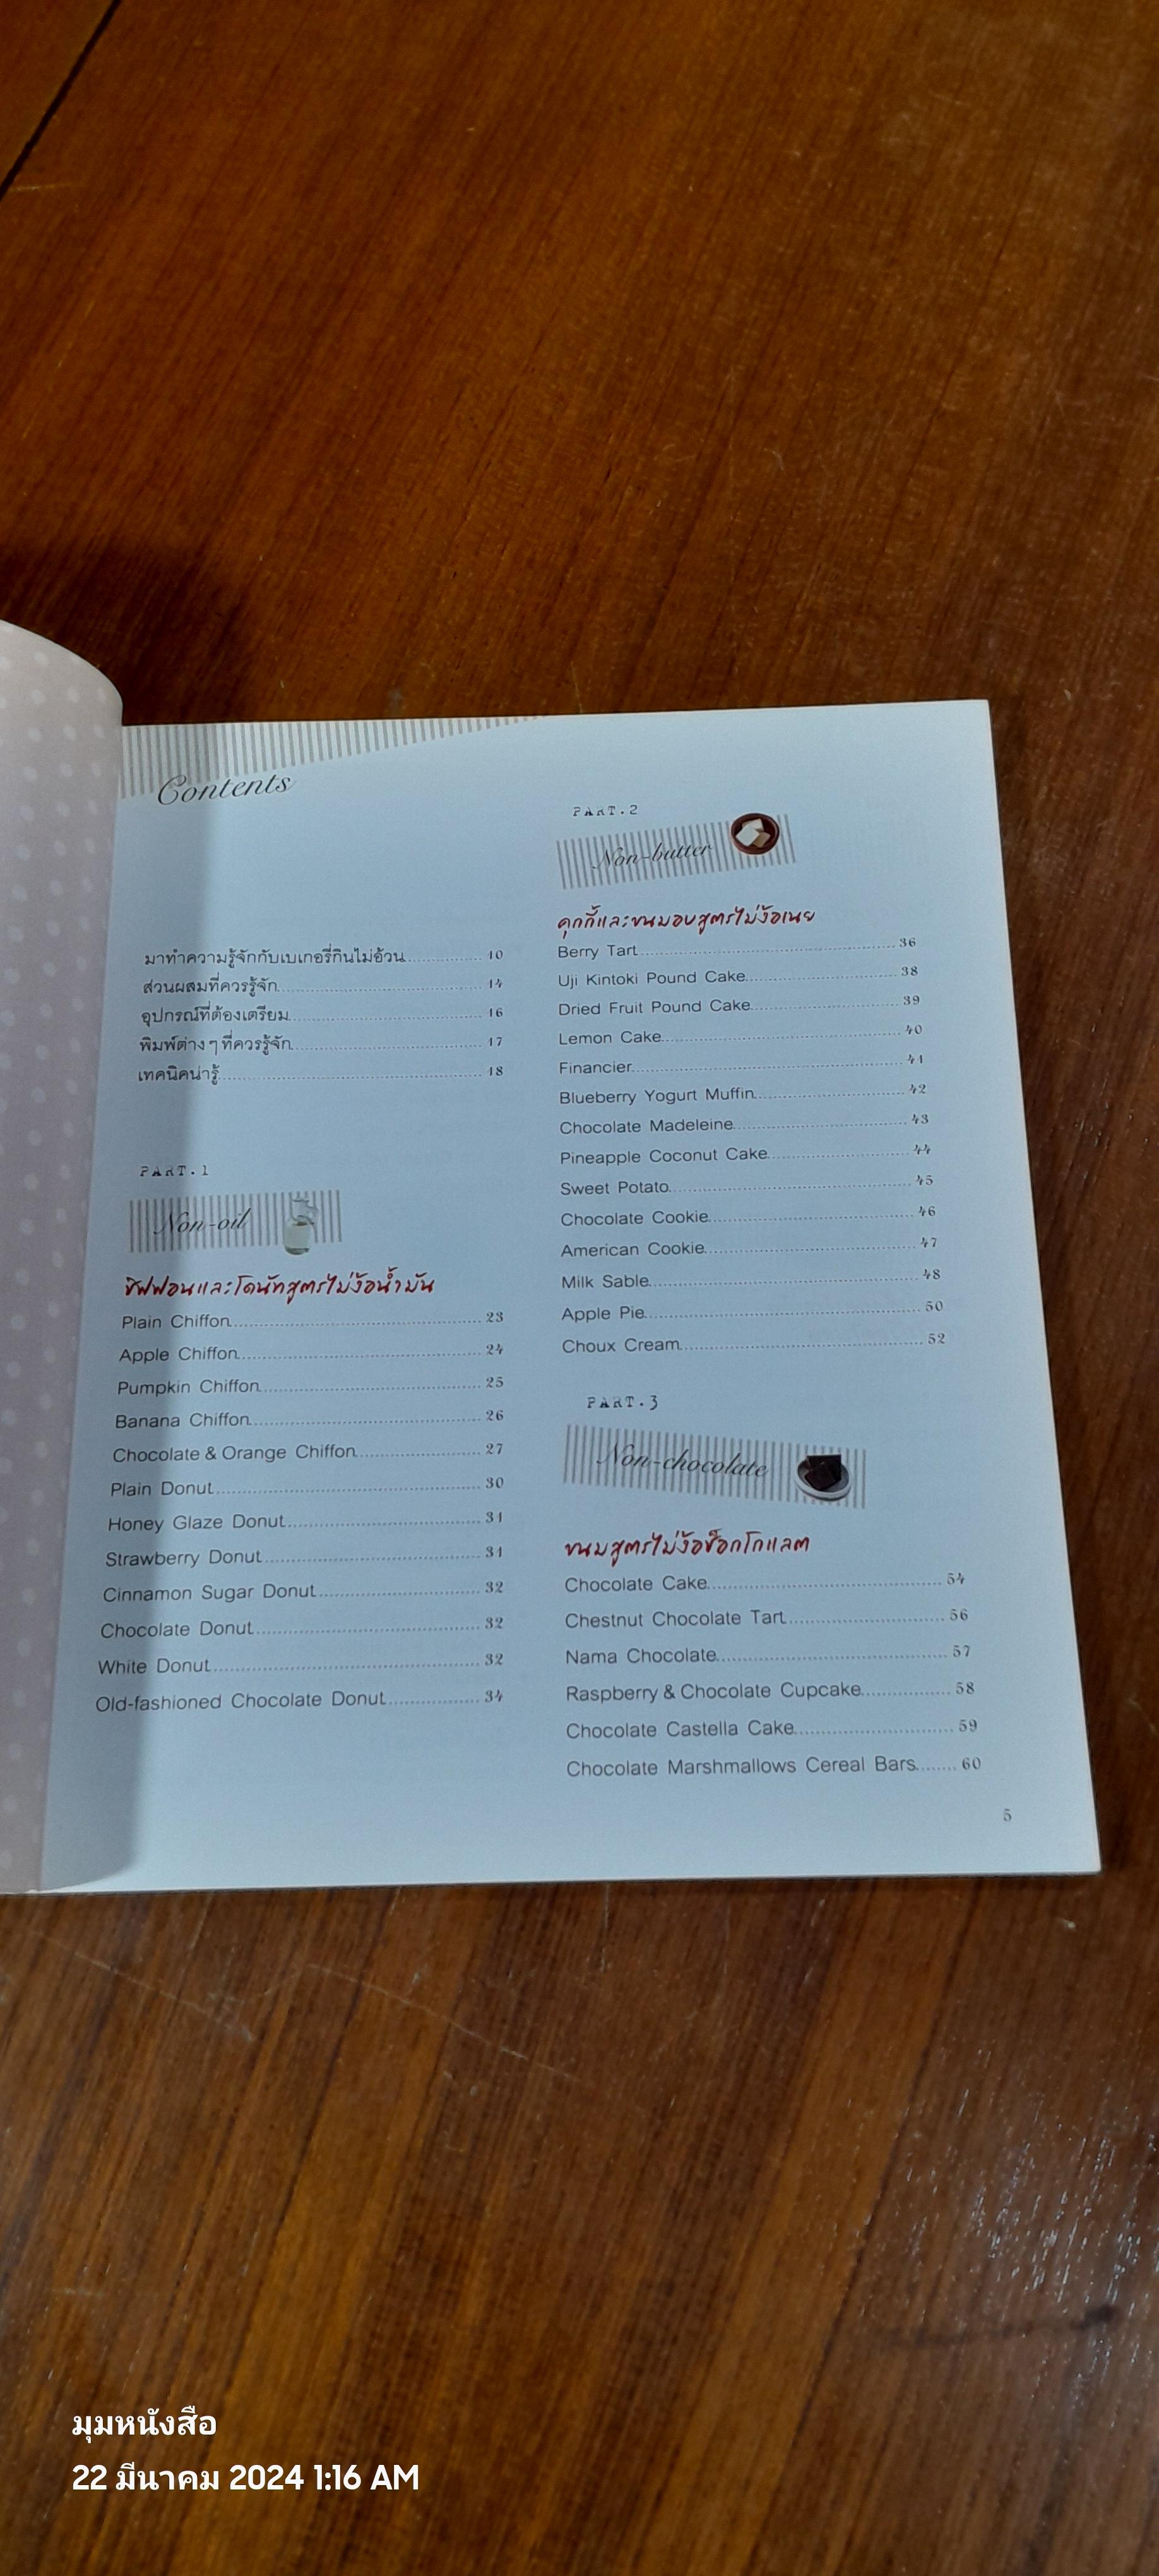 Contents
มาทำความรู้จักกับเบเกอรี่กินไม่อ้วน 10
ส่วนผสมที่ควรรู้จัก 14
อุปกรณ์ที่ต้องเตรียม 16
พิมพ์ต่าง ๆ ที่ควรรู้จัก 17
เทคนิคน่ารู้ 18
PART.1
Non-oil
ชิฟฟอนและโดนัทสูตรไม่ง้อน้ำมัน
Plain Chiffon 23
Apple Chiffon 24
Pumpkin Chiffon 25
Banana Chiffon 26
Chocolate & Orange Chiffon 27
Plain Donut 30
Honey Glaze Donut 31
Strawberry Donut 31
Cinnamon Sugar Donut 32
Chocolate Donut 32
White Donut 32
Old-fashioned Chocolate Donut 34
PART.2
Non-butter
คุกกี้และขนมอบสูตรไม่ง้อเนย
Berry Tart 36
Uji Kintoki Pound Cake 38
Dried Fruit Pound Cake 39
Lemon Cake 40
Financier 41
Blueberry Yogurt Muffin 42
Chocolate Madeleine 43
Pineapple Coconut Cake 44
Sweet Potato 45
Chocolate Cookie 46
American Cookie 47
Milk Sable 48
Apple Pie 50
Choux Cream 52
PART.3
Non-chocolate
ขนมสูตรไม่ง้อช็อกโกแลต
Chocolate Cake 54
Chestnut Chocolate Tart 56
Nama Chocolate 57
Raspberry & Chocolate Cupcake 58
Chocolate Castella Cake 59
Chocolate Marshmallows Cereal Bars 60
5
มุมหนังสือ
22 มีนาคม 2024 1:16 AM